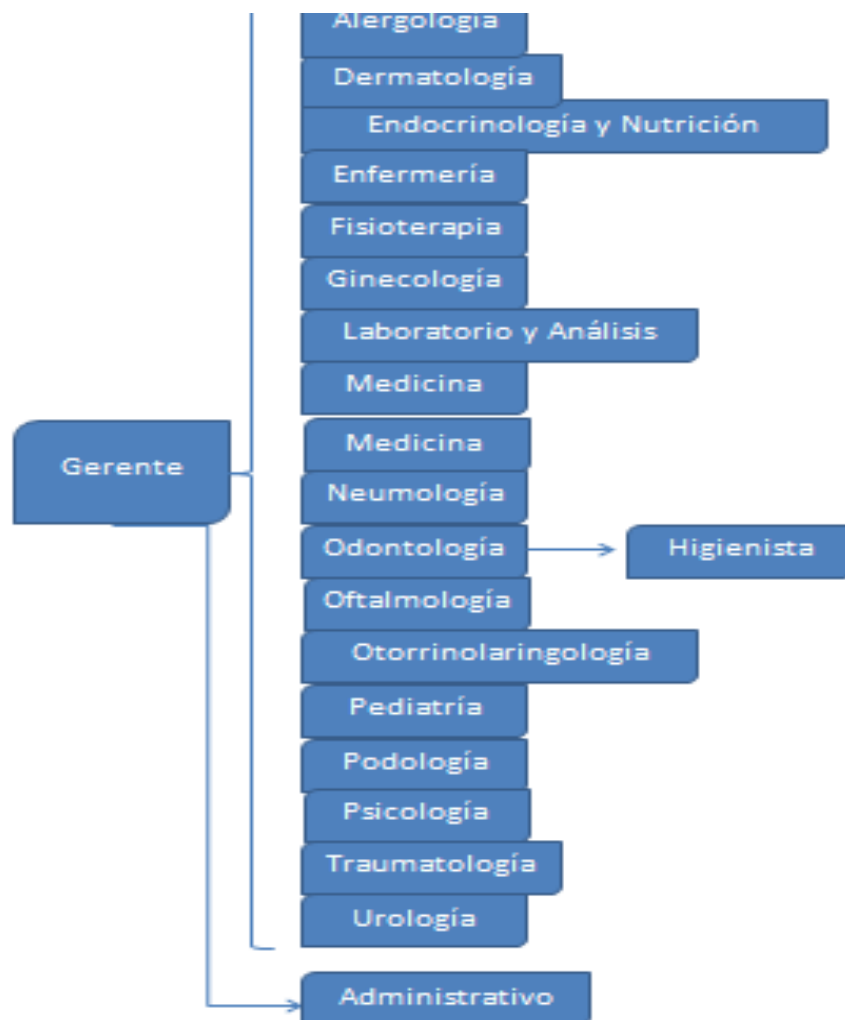 Alergología
Dermatología
Endocrinología y Nutrición
Enfermería
Fisioterapia
Ginecología
Laboratorio y Análisis
Medicina
Gerente
Medicina
Neumología
Odontología
Higienista
Oftalmología
Otorrinolaringología
Pediatría
Podología
Psicología
Traumatología
Urología
Administrativo